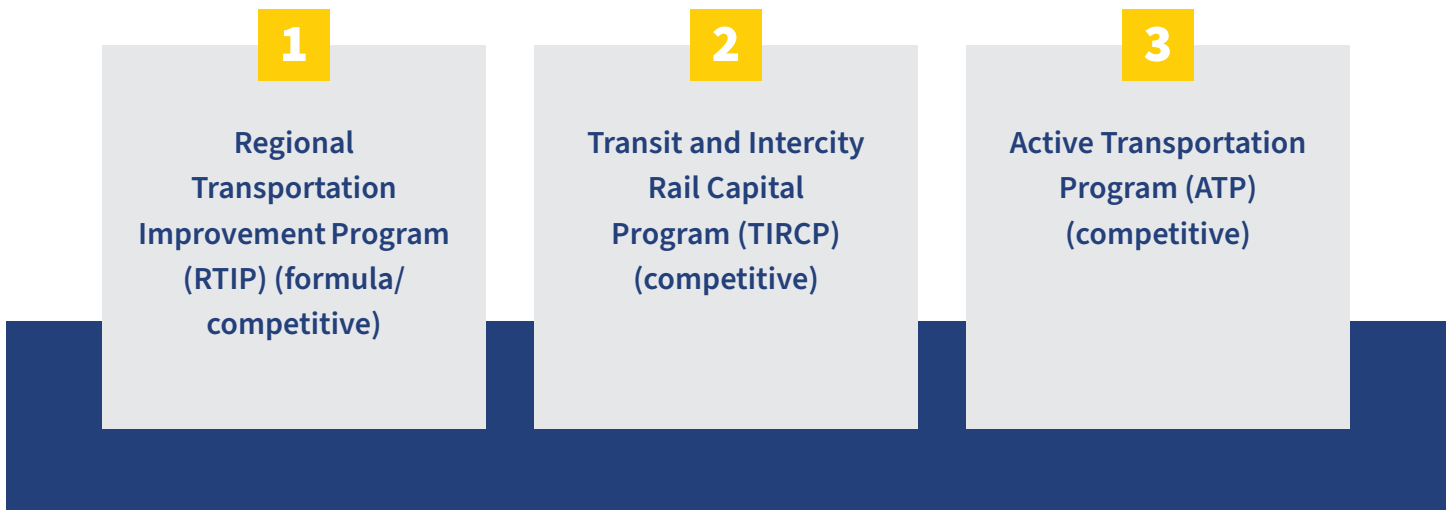 1
Regional
Transportation
Improvement Program
(RTIP) (formula/
competitive)
2
Transit and Intercity
Rail Capital
Program (TIRCP)
(competitive)
3
Active Transportation
Program (ATP)
(competitive)